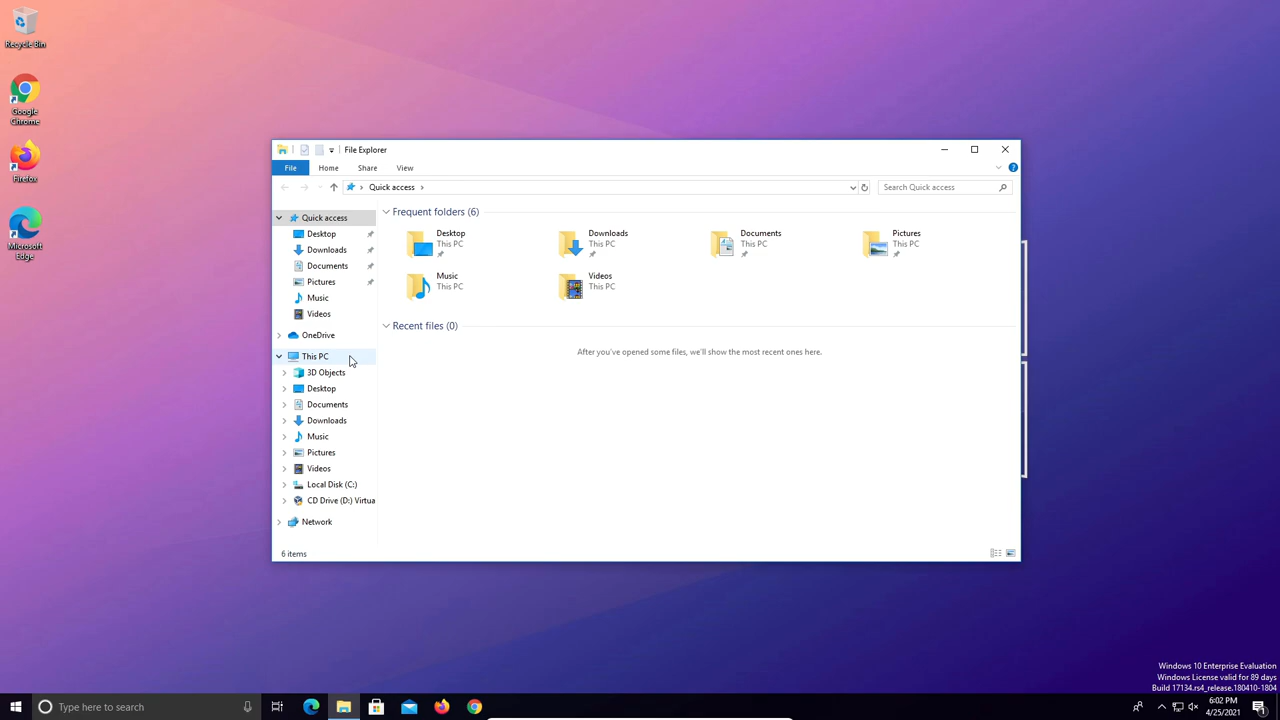 Recycle Bin
Google
Chrome
Firefox
Microsoft
Edge
File Explorer
File Home Share View
Quick access
Search Quick access
Quick access
Desktop
Downloads
Documents
Pictures
Music
Videos
OneDrive
This PC
3D Objects
Desktop
Documents
Downloads
Music
Pictures
Videos
Local Disk (C:)
CD Drive (D:) Virtua
Network
Frequent folders (6)
Desktop
This PC
Downloads
This PC
Documents
This PC
Pictures
This PC
Music
This PC
Videos
This PC
Recent files (0)
After you've opened some files, we'll show the most recent ones here.
6 items
Windows 10 Enterprise Evaluation
Windows License valid for 89 days
Build 17134.rs4_release.180410-1804
Type here to search
6:02 PM
4/25/2021
1